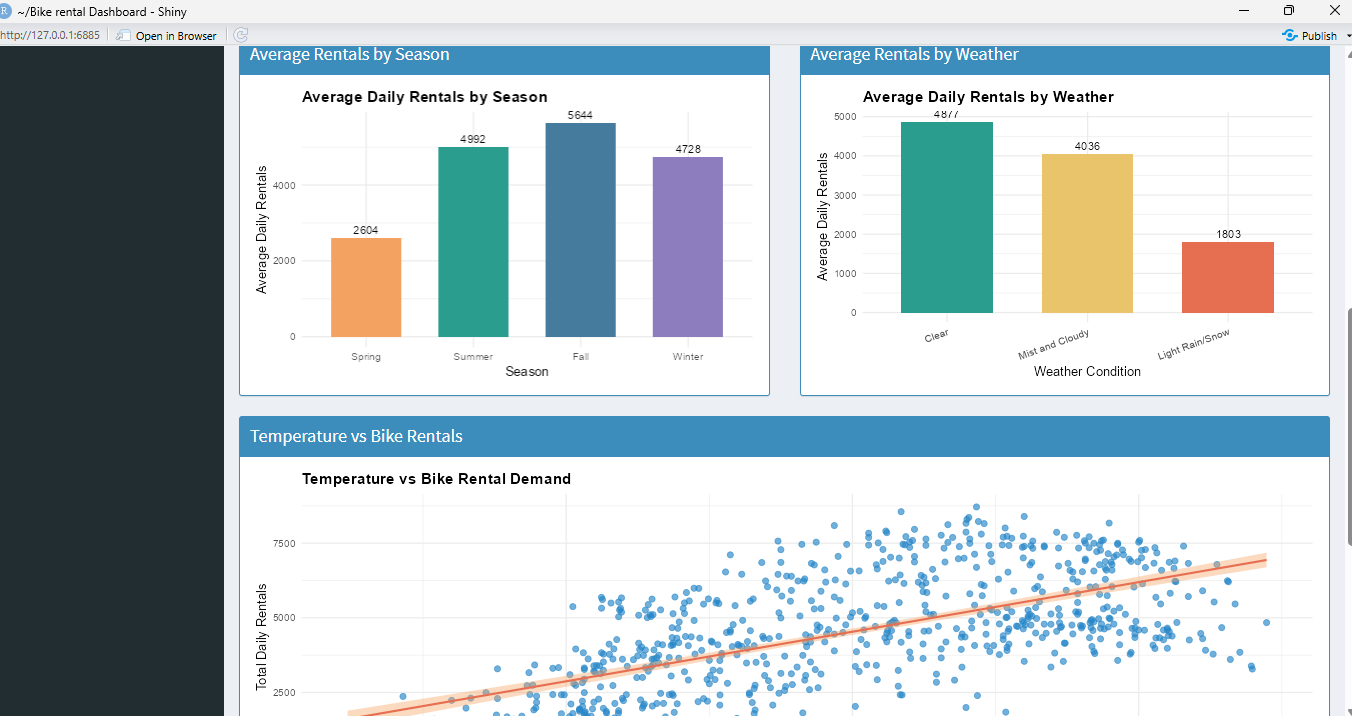 R ~/Bike rental Dashboard - Shiny
http://127.0.0.1:6885 Open in Browser Publish
Average Rentals by Season
Average Daily Rentals by Season
Average Daily Rentals
4000
2000
0
2604
4992
5644
4728
Spring Summer Fall Winter
Season
Average Rentals by Weather
Average Daily Rentals by Weather
Average Daily Rentals
5000
4000
3000
2000
1000
0
4877
4036
1803
Clear
Mist and Cloudy
Light Rain/Snow
Weather Condition
Temperature vs Bike Rentals
Temperature vs Bike Rental Demand
Total Daily Rentals
7500
5000
2500